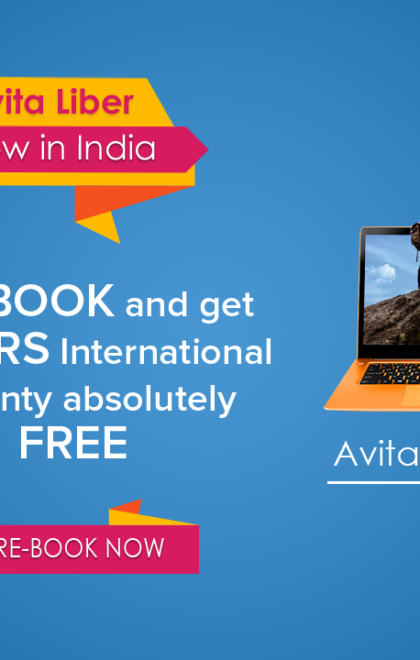 vita Liber
w in India
BOOK and get
RS International
nty absolutely
FREE
RE-BOOK NOW
Avita